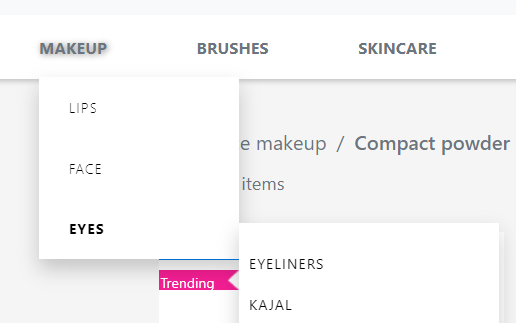 MAKEUP BRUSHES SKINCARE
LIPS
FACE
EYES
makeup / Compact powder
items
Trending
EYELINERS
KAJAL